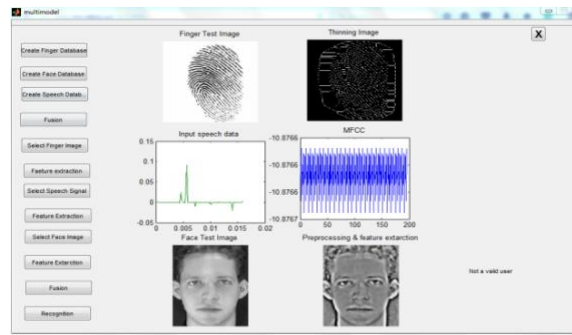 multimodel
Finger Test Image
Thinning Image
X
Create Finger Database
Create Face Database
Create Speech Datab...
Fusion
Select Finger Image
Feature extraction
Select Speech Signal
Feature Extraction
Select Face Image
Feature Extarction
Fusion
Recognition
Input speech data
0.15
0.1
0.05
0
-0.05
0 0.005 0.01 0.015 0.02
MFCC
-10.8766
-10.8766
-10.8766
-10.8766
-10.8767
0 50 100 150 200
Face Test Image
Preprocessing & feature extarction
Not a valid user